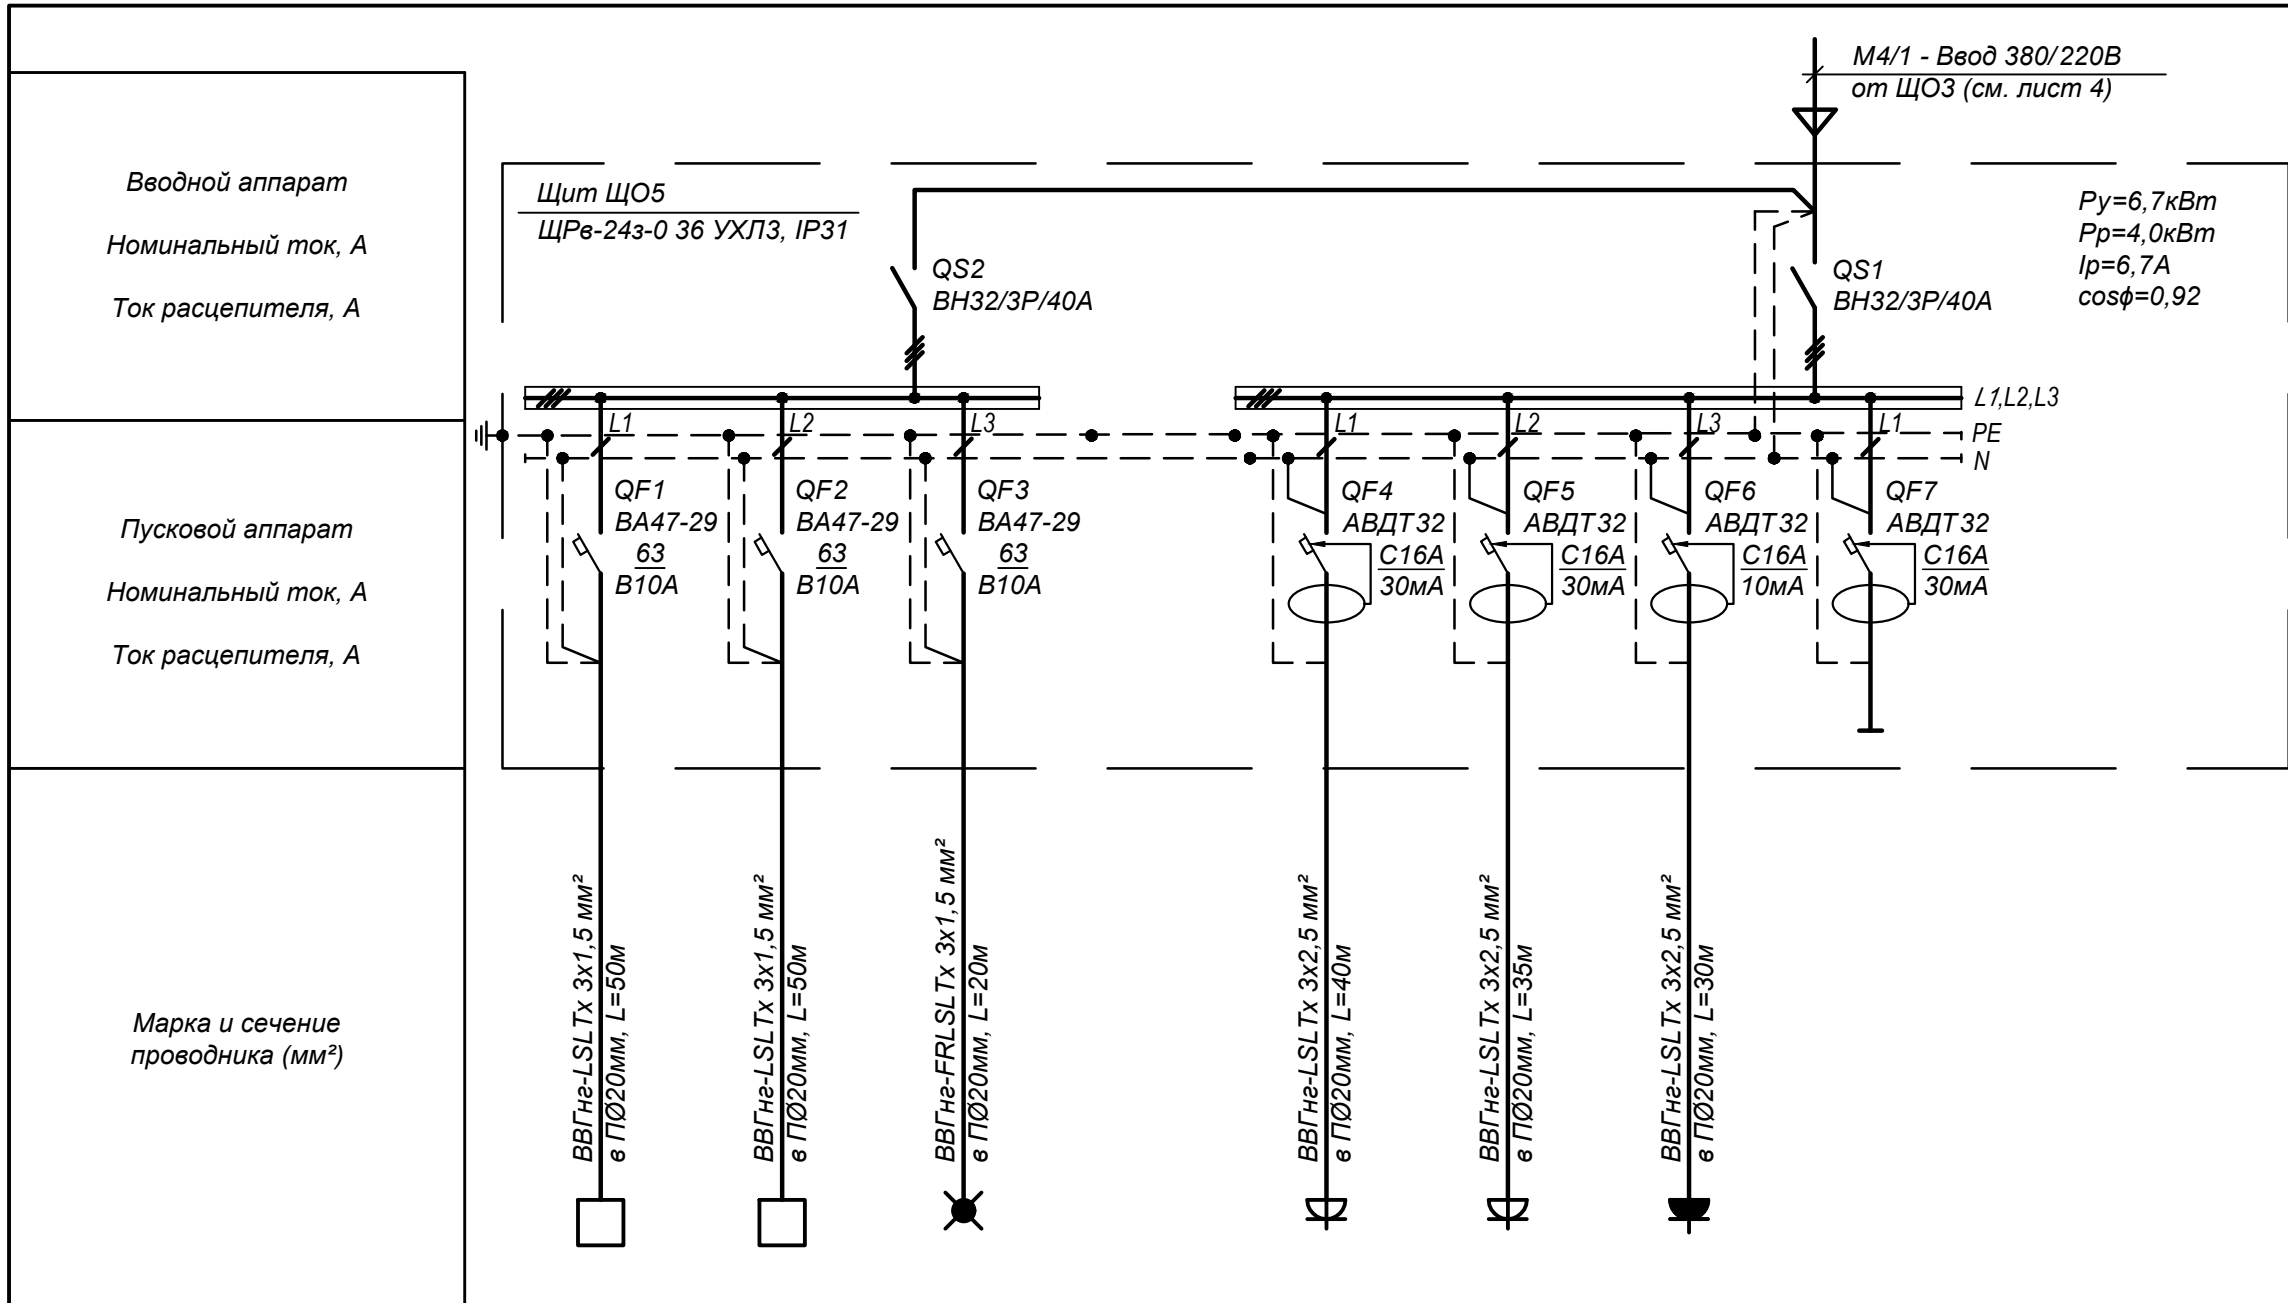 М4/1 - Ввод 380/220В
от ЩО3 (см. лист 4)
Вводной аппарат
Номинальный ток, А
Ток расцепителя, А
Щит ЩО5
ЩРв-24з-0 36 УХЛ3, IP31
Ру=6,7кВт
Рр=4,0кВт
Iр=6,7А
cosф=0,92
QS2
ВН32/3Р/40А
QS1
ВН32/3Р/40А
L1,L2,L3
PE
N
L1
L2
L3
L1
L2
L3
L1
Пусковой аппарат
Номинальный ток, А
Ток расцепителя, А
QF1
ВА47-29
63
В10А
QF2
ВА47-29
63
В10А
QF3
ВА47-29
63
В10А
QF4
АВДТ32
С16А
30мА
QF5
АВДТ32
С16А
30мА
QF6
АВДТ32
С16А
10мА
QF7
АВДТ32
С16А
30мА
Марка и сечение
проводника (мм²)
ВВГнг-LSLTx 3х1,5 мм²
в ПØ20мм, L=50м
ВВГнг-LSLTx 3х1,5 мм²
в ПØ20мм, L=50м
ВВГнг-FRLSLTx 3х1,5 мм²
в ПØ20мм, L=20м
ВВГнг-LSLTx 3х2,5 мм²
в ПØ20мм, L=40м
ВВГнг-LSLTx 3х2,5 мм²
в ПØ20мм, L=35м
ВВГнг-LSLTx 3х2,5 мм²
в ПØ20мм, L=30м